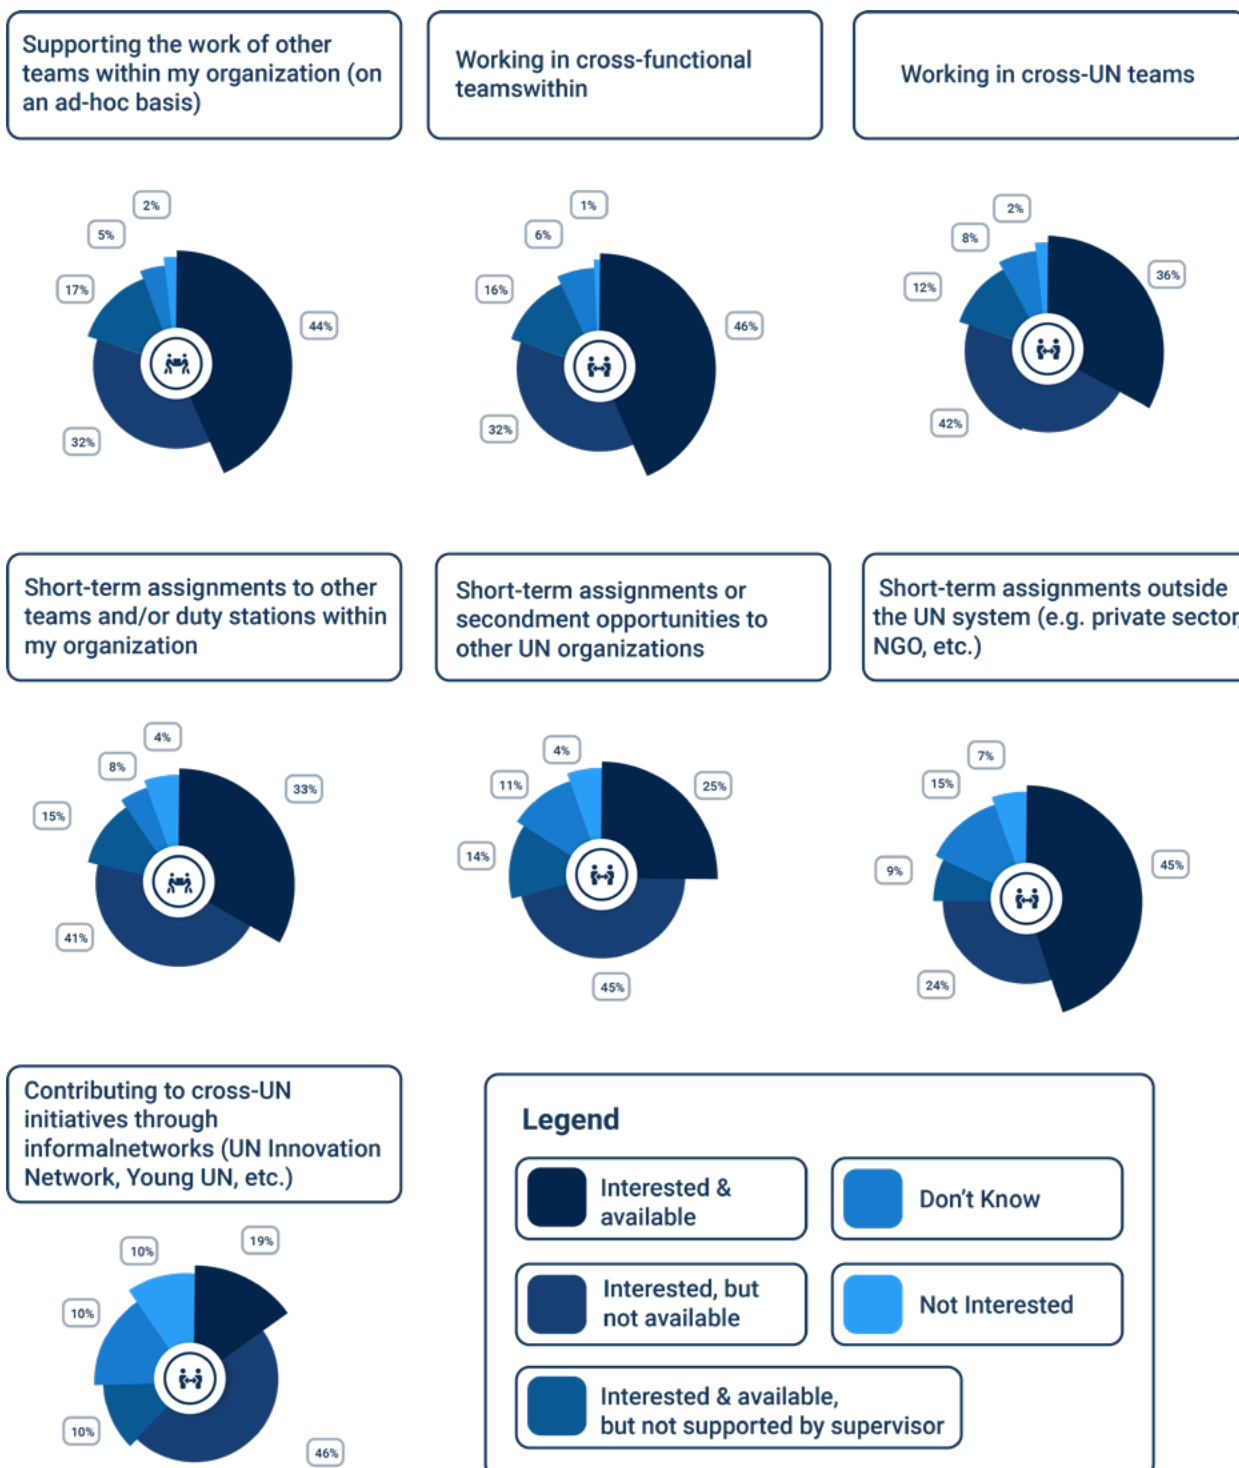 Supporting the work of other
teams within my organization (on
an ad-hoc basis)
Working in cross-functional
teamswithin
Working in cross-UN teams
2%
5%
17%
44%
32%
1%
6%
16%
46%
32%
2%
8%
12%
36%
42%
Short-term assignments to other
teams and/or duty stations within
my organization
Short-term assignments or
secondment opportunities to
other UN organizations
Short-term assignments outside
the UN system (e.g. private sector,
NGO, etc.)
4%
8%
15%
33%
41%
4%
11%
14%
25%
45%
7%
15%
9%
45%
24%
Contributing to cross-UN
initiatives through
informalnetworks (UN Innovation
Network, Young UN, etc.)
10%
19%
10%
10%
46%
Legend
Interested &
available
Don't Know
Interested, but
not available
Not Interested
Interested & available,
but not supported by supervisor